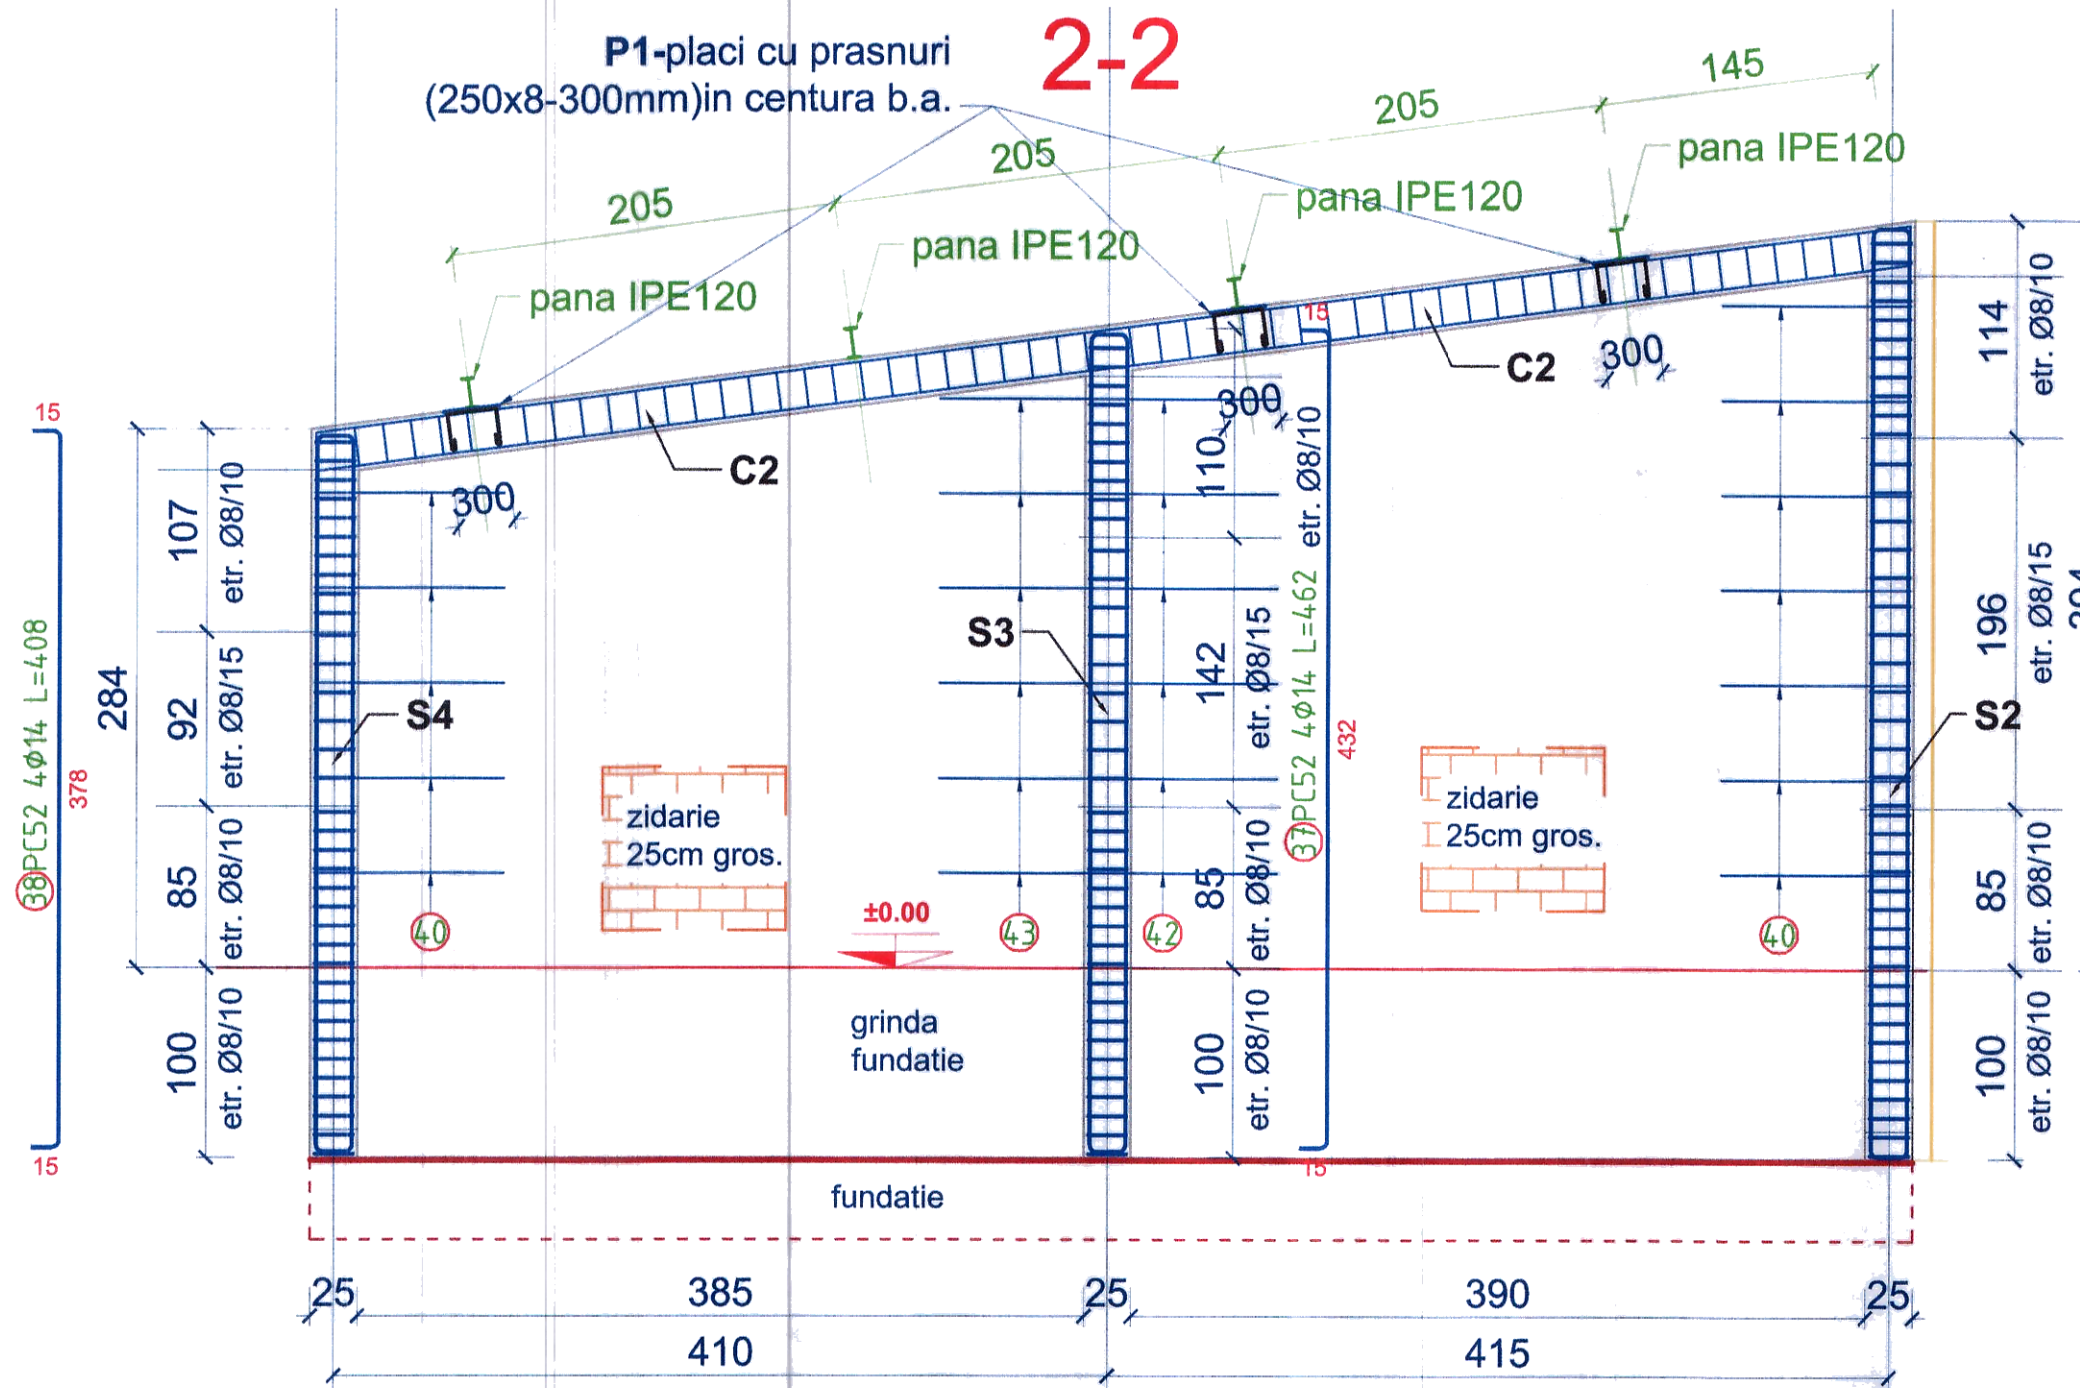 P1-placi cu prasnuri
(250x8-300mm)in centura b.a.
2-2
205
205
205
145
pana IPE120
pana IPE120
pana IPE120
pana IPE120
300
300
300
C2
C2
15
38 PC52 4Φ14 L=408
378
15
284
107
etr. Ø8/10
92
etr. Ø8/15
85
etr. Ø8/10
100
etr. Ø8/10
S4
S3
S2
zidarie
25cm gros.
zidarie
25cm gros.
40
43
42
40
±0.00
grinda
fundatie
fundatie
15
37 PC52 4Φ14 L=462
432
15
110
etr. Ø8/10
142
etr. Ø8/15
85
etr. Ø8/10
100
etr. Ø8/10
114
etr. Ø8/10
196
etr. Ø8/15
85
etr. Ø8/10
100
etr. Ø8/10
25
385
25
390
25
410
415